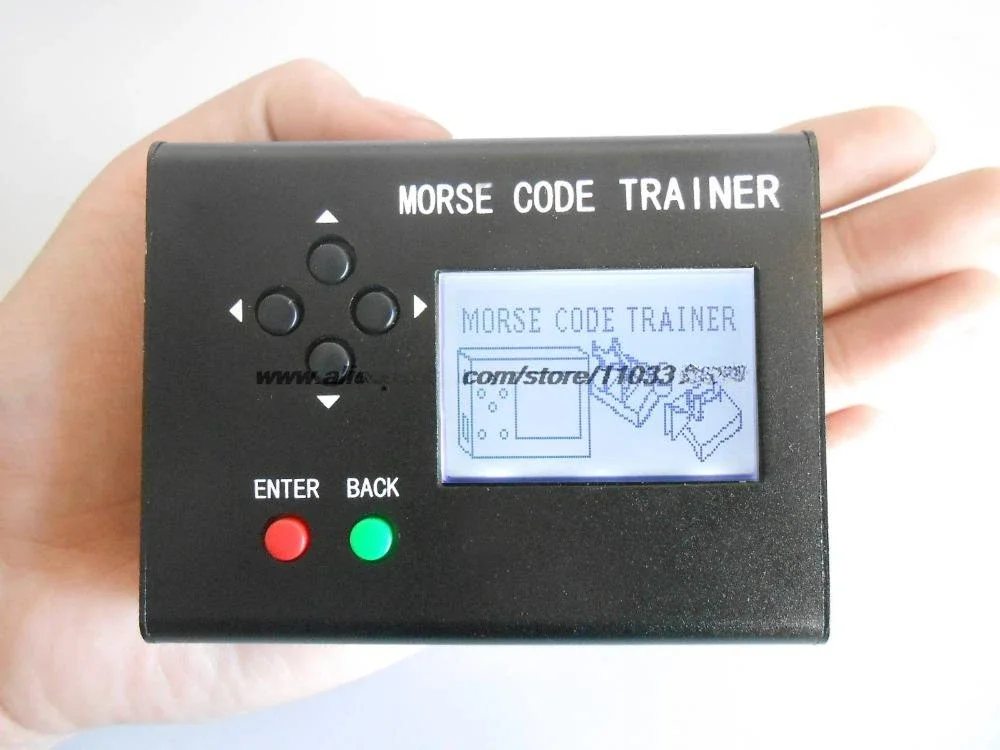 MORSE CODE TRAINER
MORSE CODE TRAINER
com/store/11033
ENTER BACK